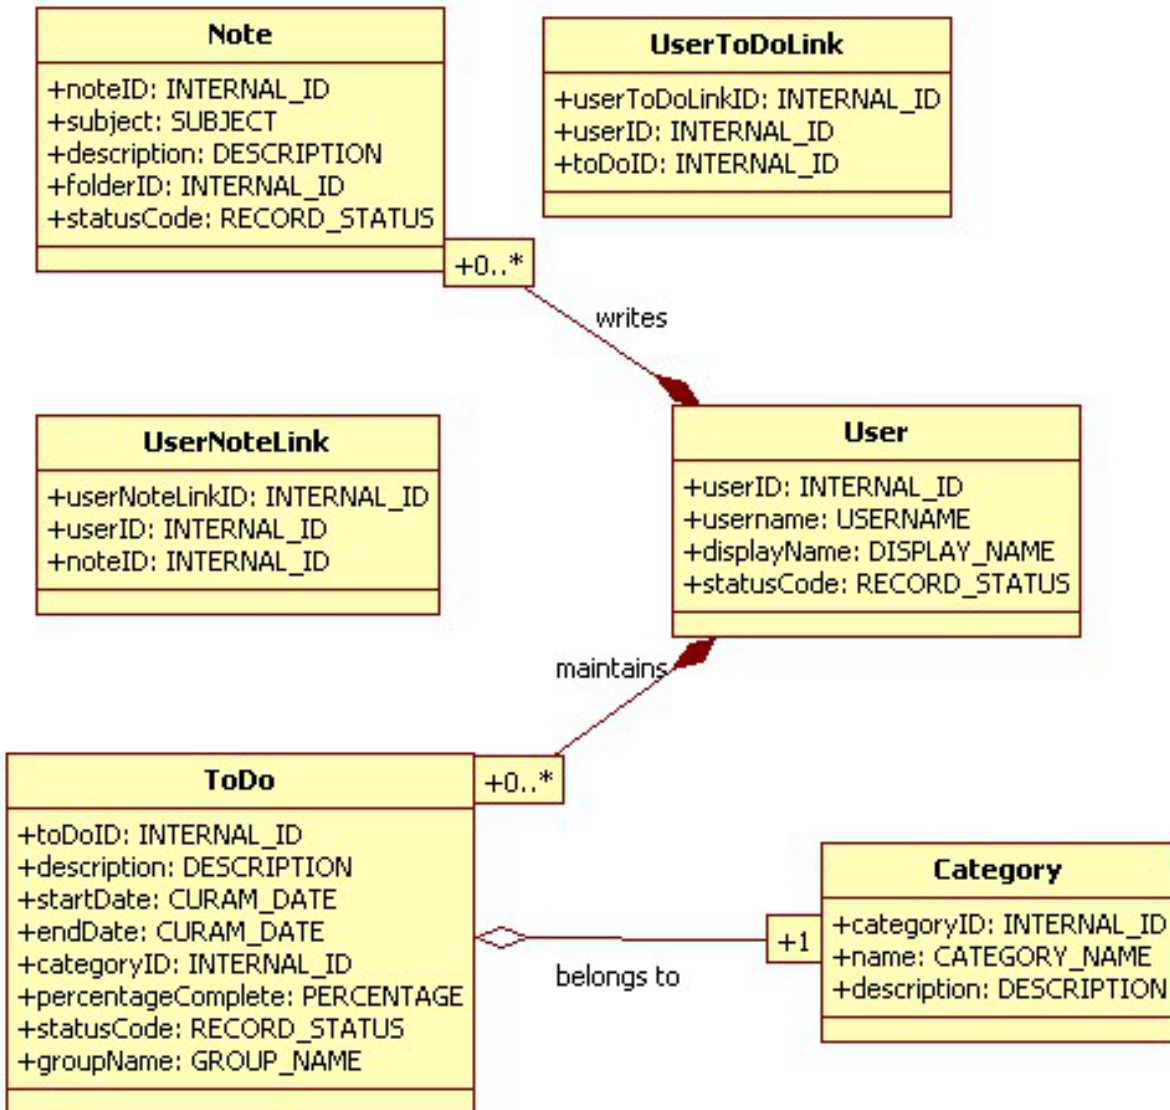 Note
+noteID: INTERNAL_ID
+subject: SUBJECT
+description: DESCRIPTION
+folderID: INTERNAL_ID
+statusCode: RECORD_STATUS
+0..*
UserToDoLink
+userToDoLinkID: INTERNAL_ID
+userID: INTERNAL_ID
+toDoID: INTERNAL_ID
writes
UserNoteLink
+userNoteLinkID: INTERNAL_ID
+userID: INTERNAL_ID
+noteID: INTERNAL_ID
User
+userID: INTERNAL_ID
+username: USERNAME
+displayName: DISPLAY_NAME
+statusCode: RECORD_STATUS
maintains
+0..*
ToDo
+toDoID: INTERNAL_ID
+description: DESCRIPTION
+startDate: CURAM_DATE
+endDate: CURAM_DATE
+categoryID: INTERNAL_ID
+percentageComplete: PERCENTAGE
+statusCode: RECORD_STATUS
+groupName: GROUP_NAME
belongs to
+1
Category
+categoryID: INTERNAL_ID
+name: CATEGORY_NAME
+description: DESCRIPTION